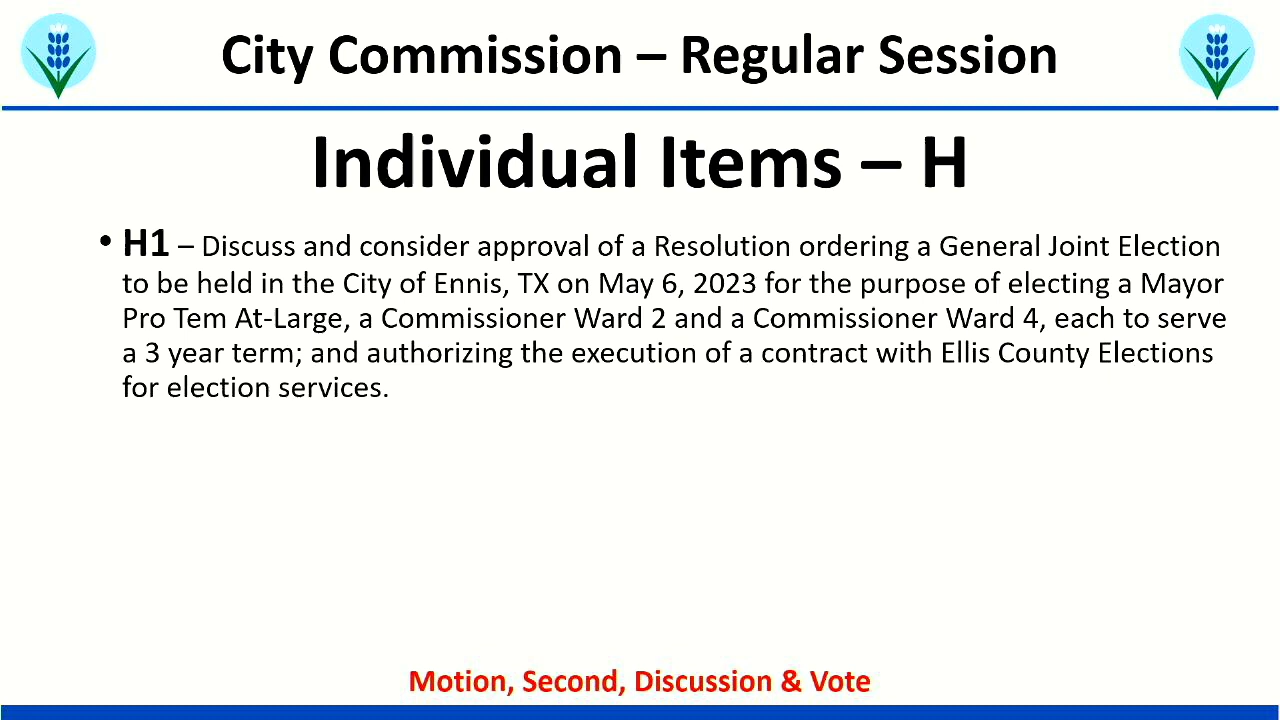 City Commission – Regular Session
Individual Items – H
• H1 – Discuss and consider approval of a Resolution ordering a General Joint Election
to be held in the City of Ennis, TX on May 6, 2023 for the purpose of electing a Mayor
Pro Tem At-Large, a Commissioner Ward 2 and a Commissioner Ward 4, each to serve
a 3 year term; and authorizing the execution of a contract with Ellis County Elections
for election services.
Motion, Second, Discussion & Vote